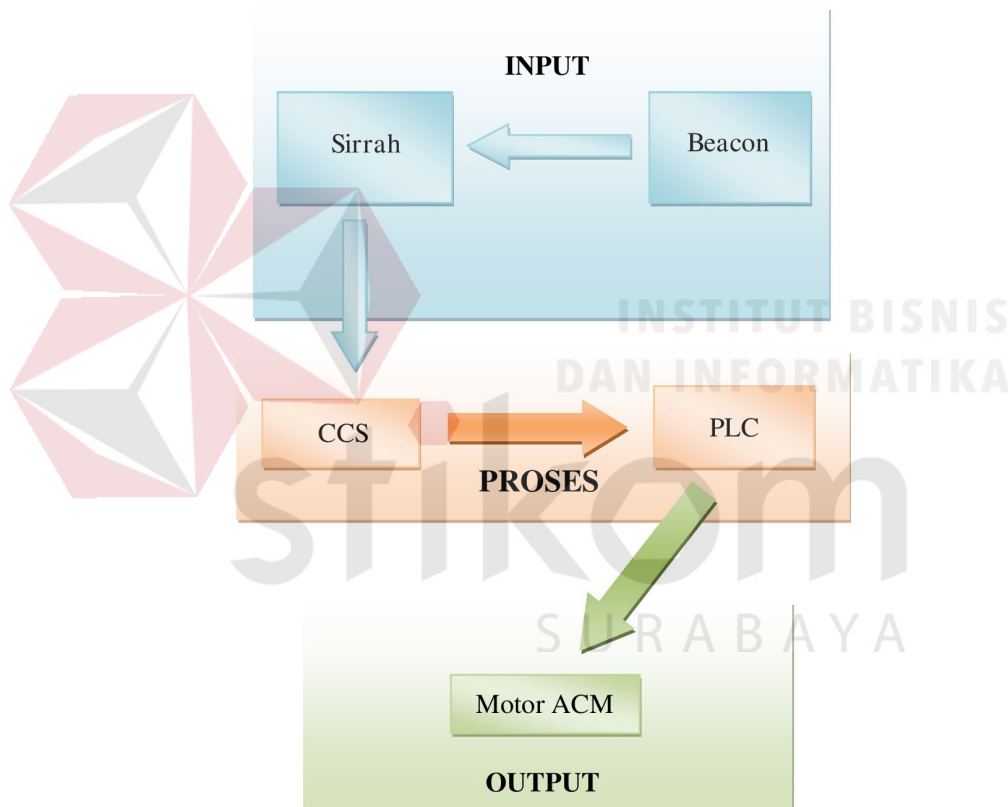 INPUT
Sirrah
Beacon
INSTITUT BISNIS
DAN INFORMATIKA
CCS
PLC
PROSES
stikom
SURABAYA
Motor ACM
OUTPUT